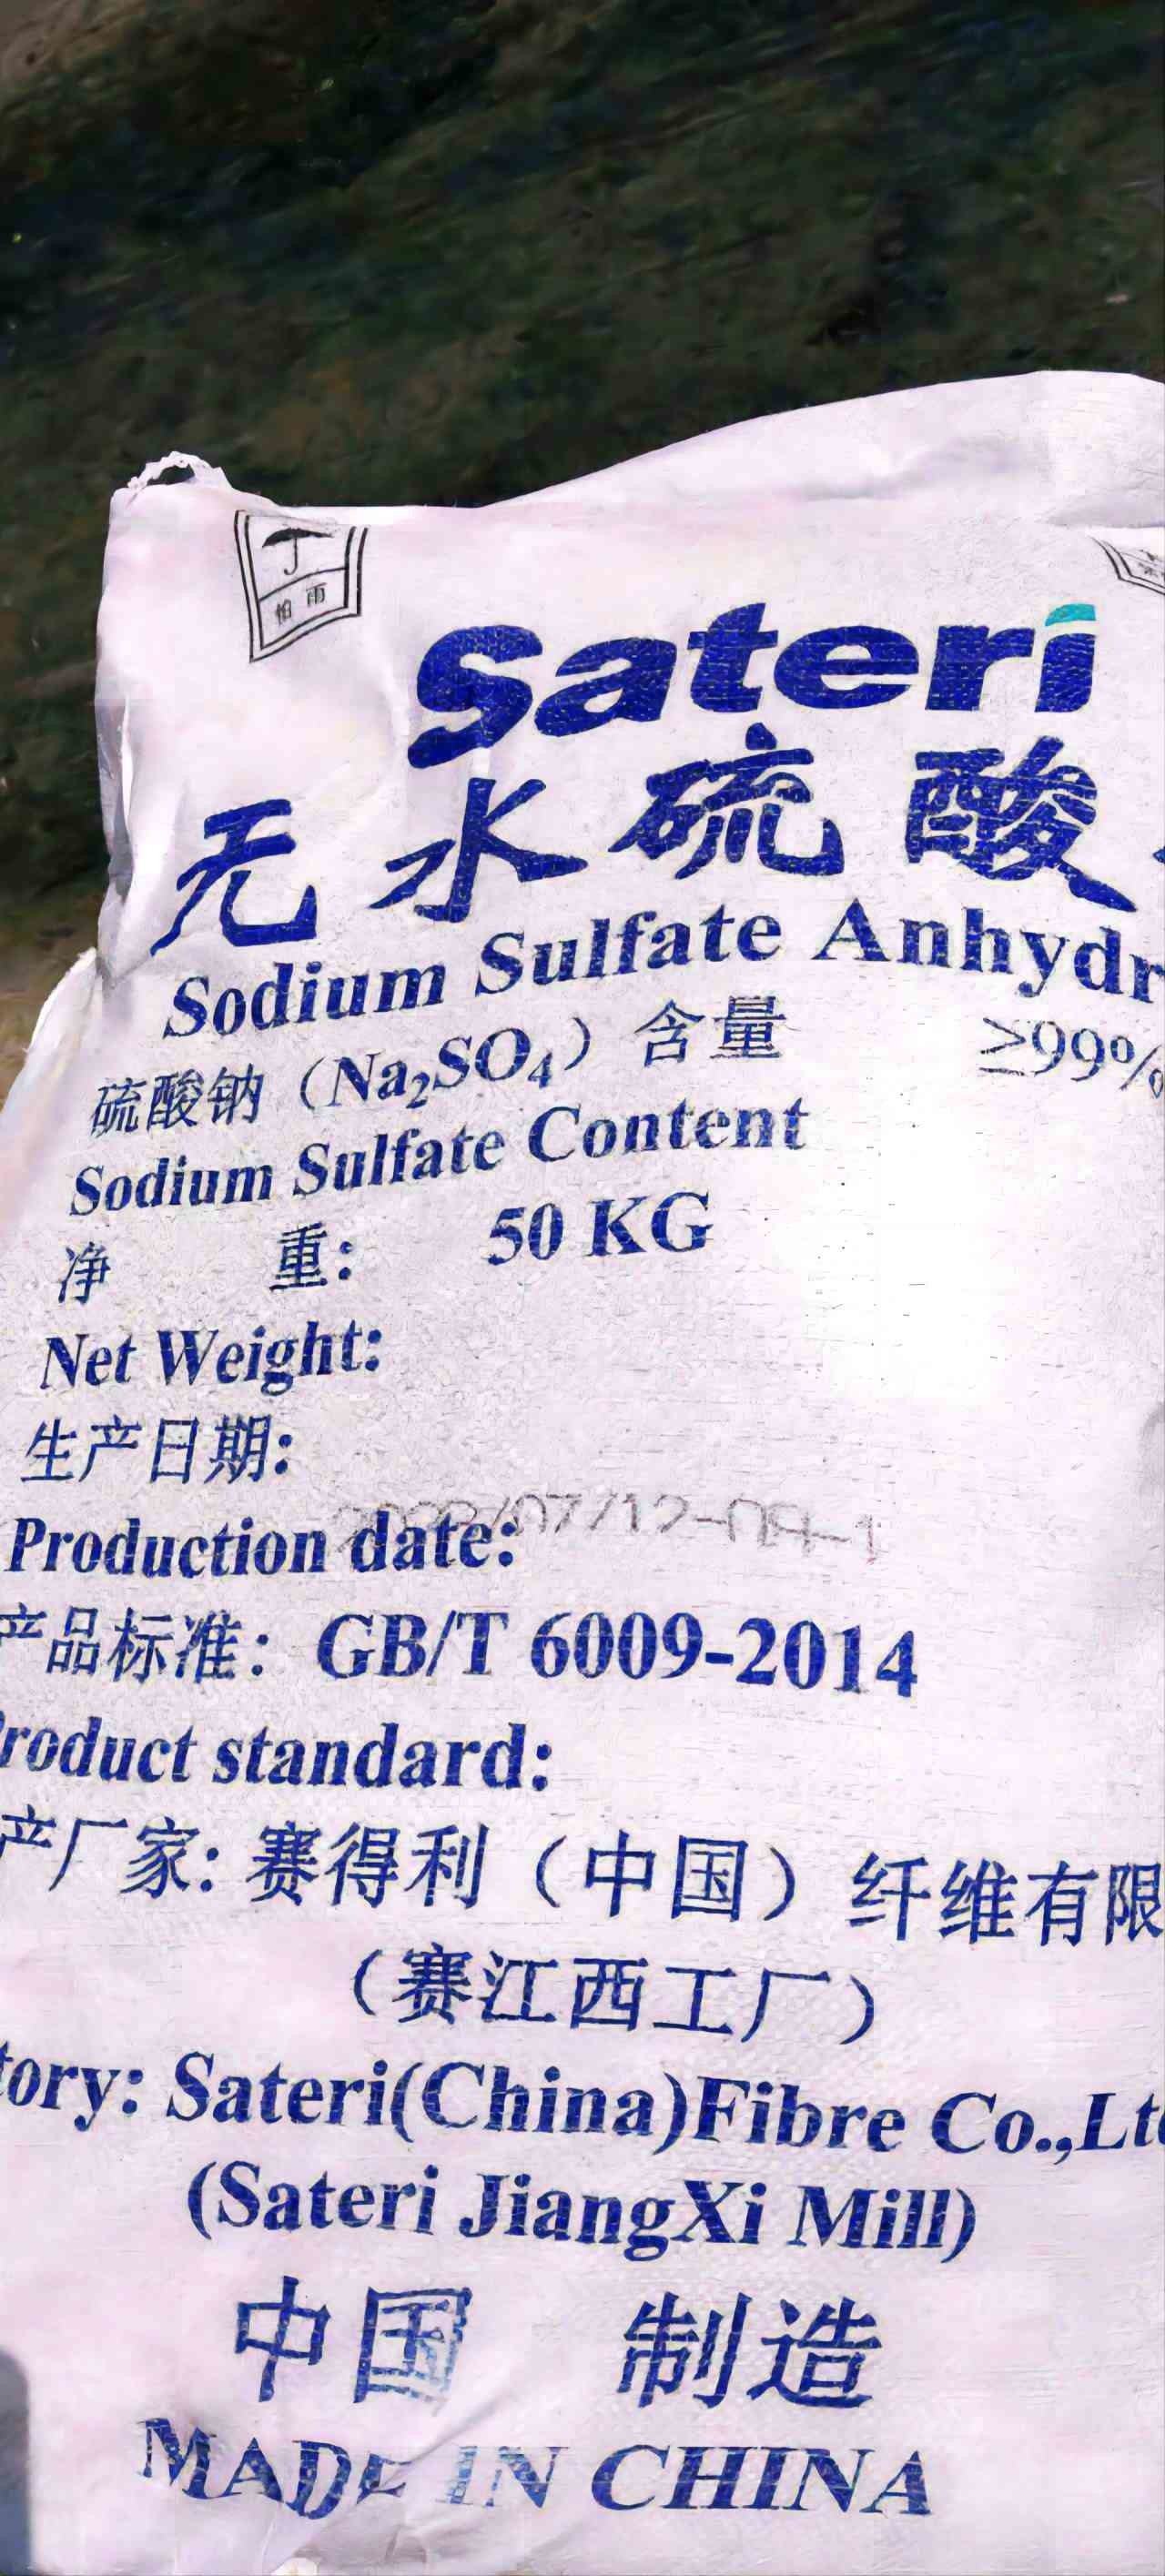 怕雨
sateri
无水硫酸
Sodium Sulfate Anhydr
硫酸钠（Na₂SO₄）含量 ≥99%
Sodium Sulfate Content
净 重： 50 KG
Net Weight:
生产日期:
Production date:
产品标准： GB/T 6009-2014
roduct standard:
产厂家: 赛得利（中国）纤维有限
（赛江西工厂）
tory: Sateri(China)Fibre Co.,Lt
(Sateri JiangXi Mill)
中国 制造
MADE IN CHINA